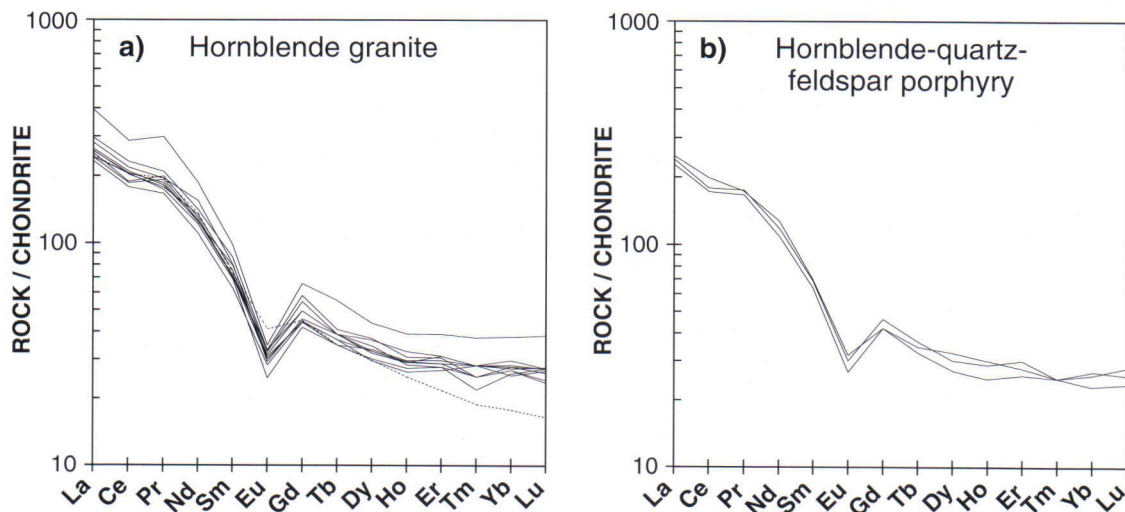 1000
100
10
ROCK / CHONDRITE
a) Hornblende granite
La Ce Pr Nd Sm Eu Gd Tb Dy Ho Er Tm Yb Lu
1000
100
10
ROCK / CHONDRITE
b) Hornblende-quartz-
feldspar porphyry
La Ce Pr Nd Sm Eu Gd Tb Dy Ho Er Tm Yb Lu